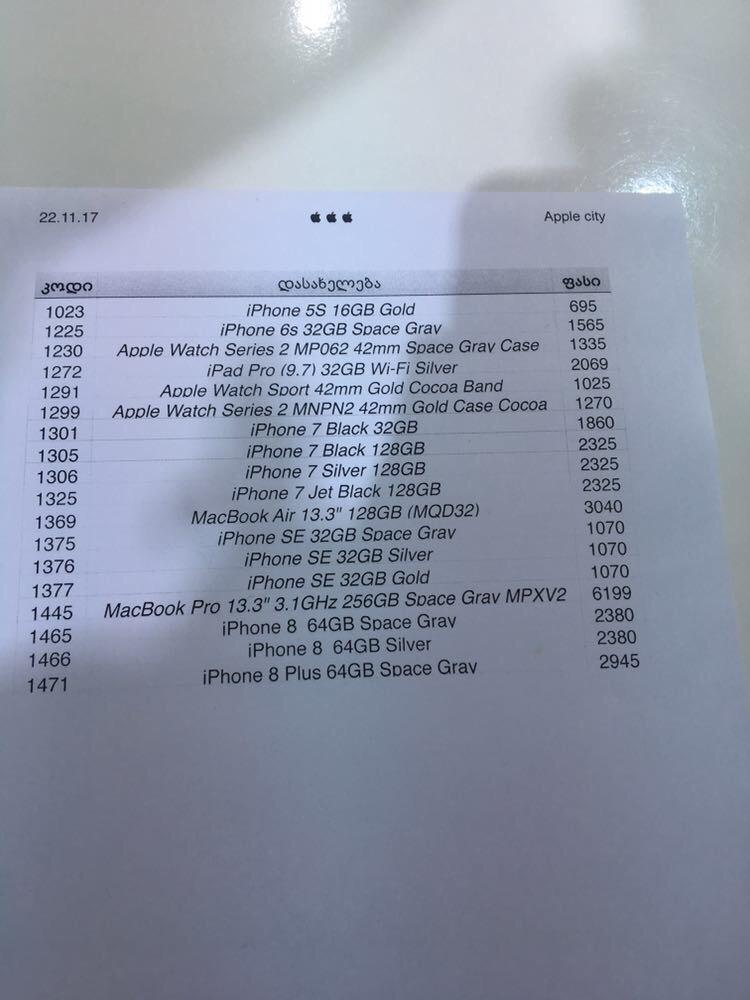 22.11.17 Apple city
კოდი დასახელება ფასი
1023 iPhone 5S 16GB Gold 695
1225 iPhone 6s 32GB Space Gray 1565
1230 Apple Watch Series 2 MP062 42mm Space Gray Case 1335
1272 iPad Pro (9.7) 32GB Wi-Fi Silver 2069
1291 Apple Watch Sport 42mm Gold Cocoa Band 1025
1299 Apple Watch Series 2 MNPN2 42mm Gold Case Cocoa 1270
1301 iPhone 7 Black 32GB 1860
1305 iPhone 7 Black 128GB 2325
1306 iPhone 7 Silver 128GB 2325
1325 iPhone 7 Jet Black 128GB 2325
1369 MacBook Air 13.3" 128GB (MQD32) 3040
1375 iPhone SE 32GB Space Gray 1070
1376 iPhone SE 32GB Silver 1070
1377 iPhone SE 32GB Gold 1070
1445 MacBook Pro 13.3" 3.1GHz 256GB Space Gray MPXV2 6199
1465 iPhone 8 64GB Space Gray 2380
1466 iPhone 8 64GB Silver 2380
1471 iPhone 8 Plus 64GB Space Gray 2945